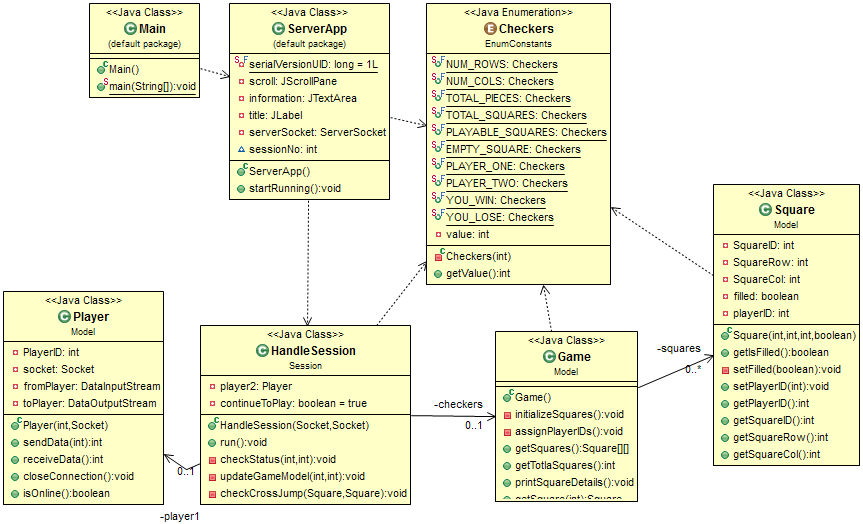 <<Java Class>>
Main
(default package)
Main()
main(String[]):void
<<Java Class>>
ServerApp
(default package)
serialVersionUID: long = 1L
scroll: JScrollPane
information: JTextArea
title: JLabel
serverSocket: ServerSocket
sessionNo: int
ServerApp()
startRunning():void
<<Java Enumeration>>
Checkers
EnumConstants
NUM_ROWS: Checkers
NUM_COLS: Checkers
TOTAL_PIECES: Checkers
TOTAL_SQUARES: Checkers
PLAYABLE_SQUARES: Checkers
EMPTY_SQUARE: Checkers
PLAYER_ONE: Checkers
PLAYER_TWO: Checkers
YOU_WIN: Checkers
YOU_LOSE: Checkers
value: int
Checkers(int)
getValue():int
<<Java Class>>
Square
Model
SquareID: int
SquareRow: int
SquareCol: int
filled: boolean
playerID: int
Square(int,int,int,boolean)
getIsFilled():boolean
setFilled(boolean):void
setPlayerID(int):void
getPlayerID():int
getSquareID():int
getSquareRow():int
getSquareCol():int
<<Java Class>>
Player
Model
PlayerID: int
socket: Socket
fromPlayer: DataInputStream
toPlayer: DataOutputStream
Player(int,Socket)
sendData(int):int
receiveData():int
closeConnection():void
isOnline():boolean
0..1
-player1
<<Java Class>>
HandleSession
Session
player2: Player
continueToPlay: boolean = true
HandleSession(Socket,Socket)
run():void
checkStatus(int,int):void
updateGameModel(int,int):void
checkCrossJump(Square,Square):void
-checkers
0..1
<<Java Class>>
Game
Model
Game()
initializeSquares():void
assignPlayerIDs():void
getSquares():Square[][]
getTotlaSquares():int
printSquareDetails():void
getSquare(int):Square
-squares
0..*